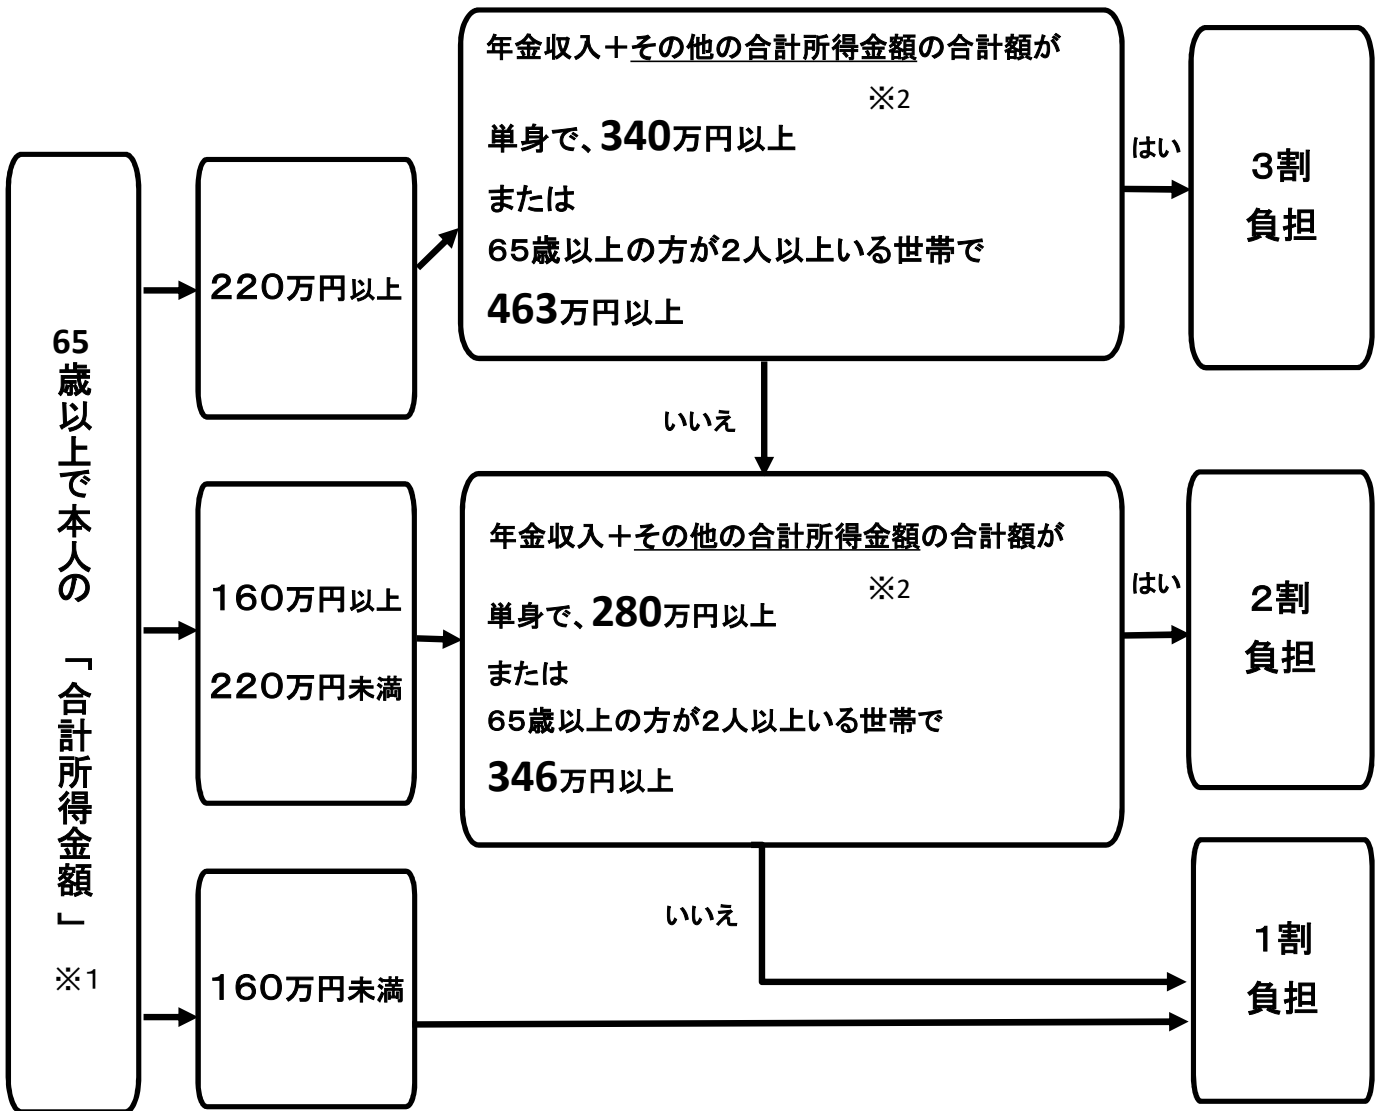 65歳以上で本人の「合計所得金額」
※1
220万円以上
年金収入＋その他の合計所得金額の合計額が
※2
単身で、340万円以上
または
65歳以上の方が2人以上いる世帯で
463万円以上
はい
3割
負担
いいえ
160万円以上
220万円未満
年金収入＋その他の合計所得金額の合計額が
※2
単身で、280万円以上
または
65歳以上の方が2人以上いる世帯で
346万円以上
はい
2割
負担
いいえ
160万円未満
1割
負担